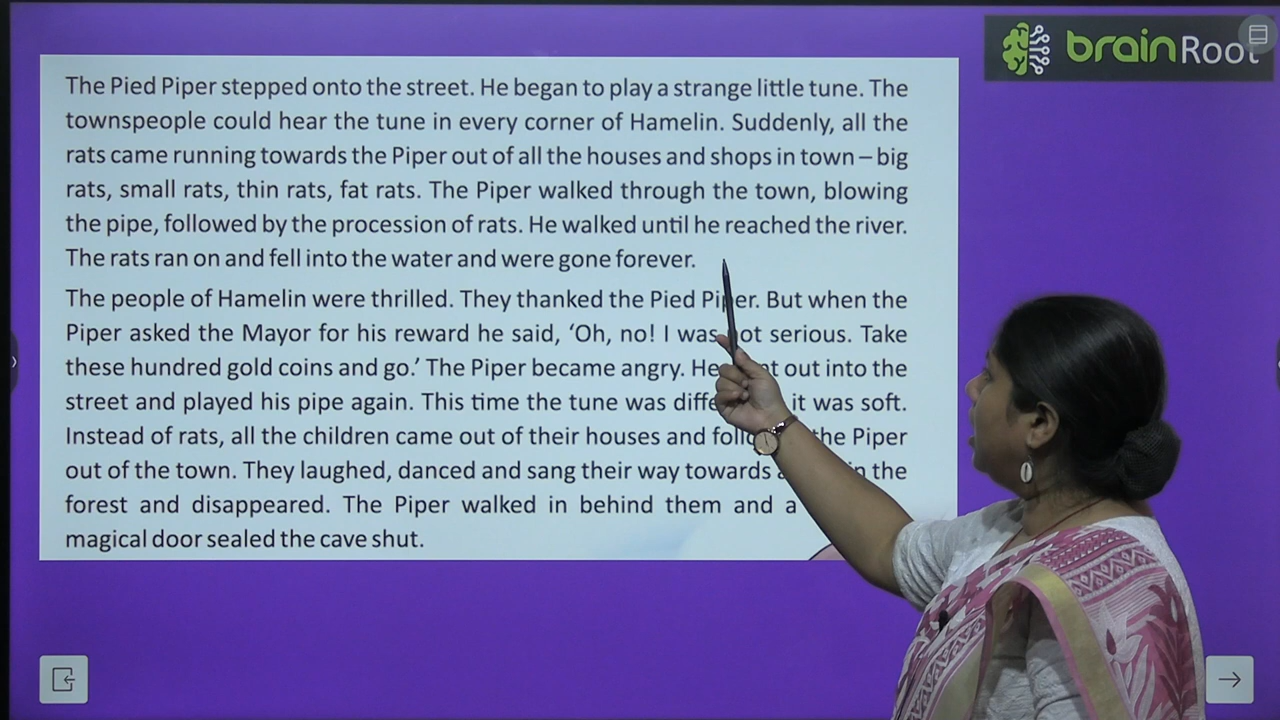 brainRoot
The Pied Piper stepped onto the street. He began to play a strange little tune. The
townspeople could hear the tune in every corner of Hamelin. Suddenly, all the
rats came running towards the Piper out of all the houses and shops in town – big
rats, small rats, thin rats, fat rats. The Piper walked through the town, blowing
the pipe, followed by the procession of rats. He walked until he reached the river.
The rats ran on and fell into the water and were gone forever.
The people of Hamelin were thrilled. They thanked the Pied Piper. But when the
Piper asked the Mayor for his reward he said, ‘Oh, no! I was not serious. Take
these hundred gold coins and go.’ The Piper became angry. He out into the
street and played his pipe again. This time the tune was it was soft.
Instead of rats, all the children came out of their houses and the Piper
out of the town. They laughed, danced and sang their way towards the
forest and disappeared. The Piper walked in behind them and a
magical door sealed the cave shut.